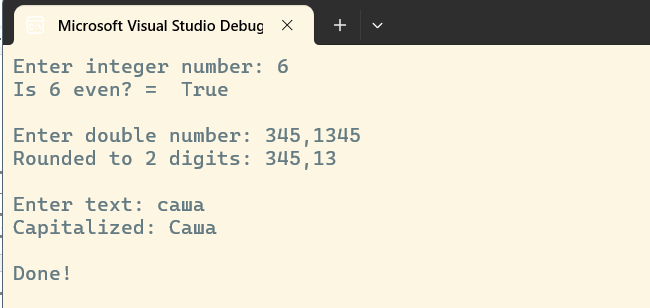 Microsoft Visual Studio Debug
Enter integer number: 6
Is 6 even? =  True
Enter double number: 345,1345
Rounded to 2 digits: 345,13
Enter text: саша
Capitalized: Саша
Done!